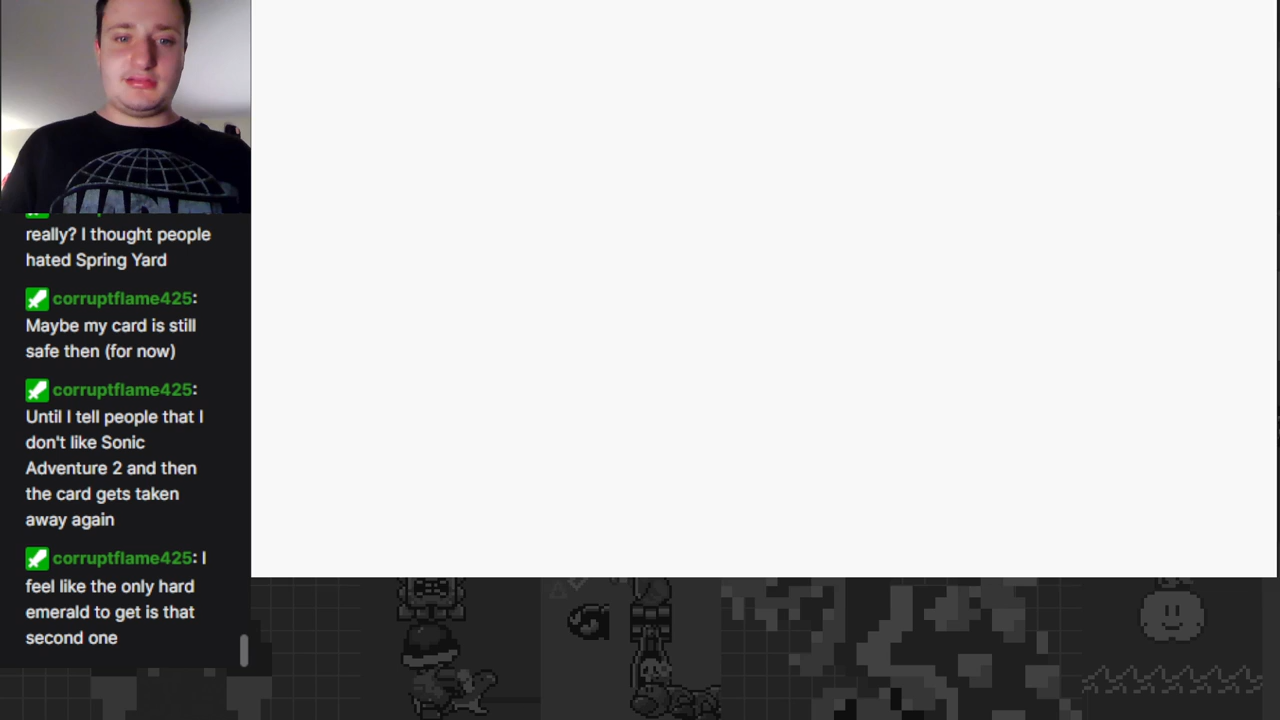 really? I thought people
hated Spring Yard
corruptflame425:
Maybe my card is still
safe then (for now)
corruptflame425:
Until I tell people that I
don't like Sonic
Adventure 2 and then
the card gets taken
away again
corruptflame425: I
feel like the only hard
emerald to get is that
second one